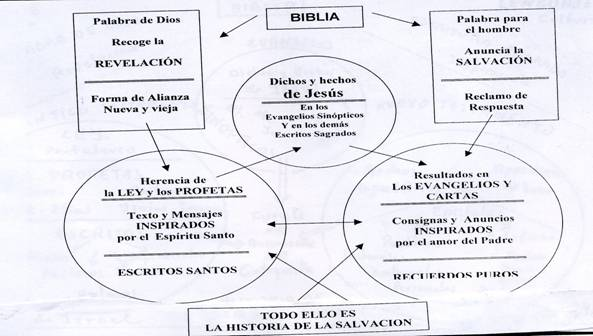 BIBLIA
Palabra de Dios
Recoge la
REVELACIÓN
Forma de Alianza
Nueva y vieja
Palabra para
el hombre
Anuncia la
SALVACIÓN
Reclamo de
Respuesta
Dichos y hechos
de Jesús
En los
Evangelios Sinópticos
Y en los demás
Escritos Sagrados
Herencia de
la LEY y los PROFETAS
Texto y Mensajes
INSPIRADOS
por el Espíritu Santo
ESCRITOS SANTOS
Resultados en
Los EVANGELIOS Y
CARTAS
Consignas y Anuncios
INSPIRADOS
por el amor del Padre
RECUERDOS PUROS
TODO ELLO ES
LA HISTORIA DE LA SALVACION